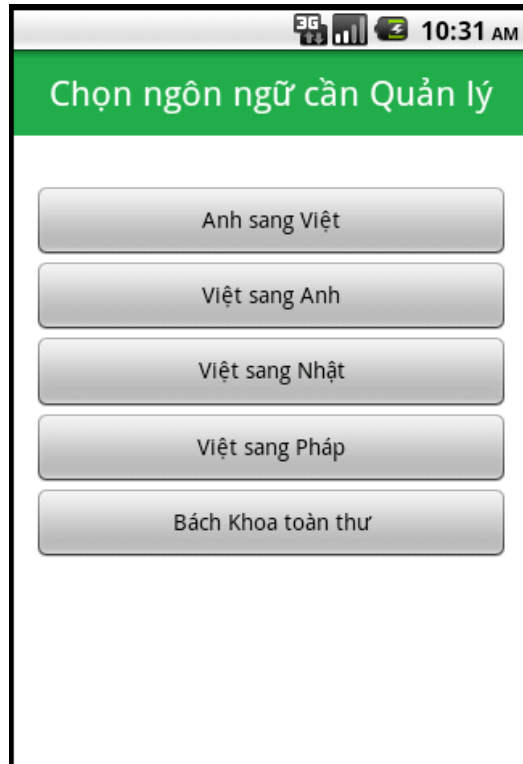 3G 10:31 AM
Chọn ngôn ngữ cần Quản lý
Anh sang Việt
Việt sang Anh
Việt sang Nhật
Việt sang Pháp
Bách Khoa toàn thư